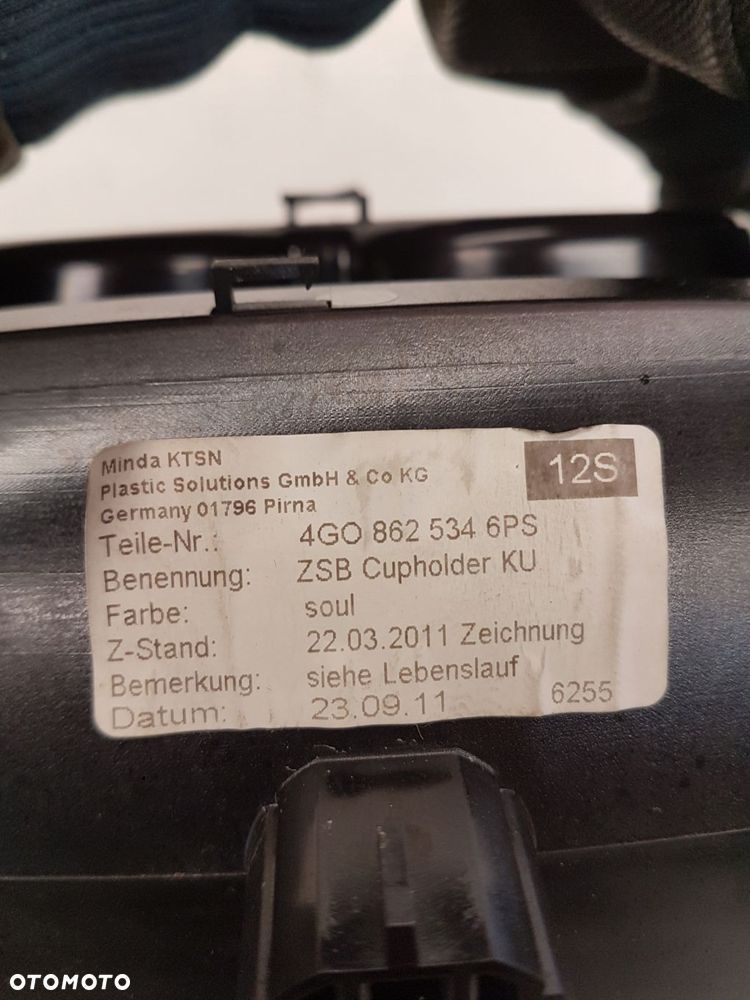 Minda KTSN
Plastic Solutions GmbH & Co KG
Germany 01796 Pirna
12S
Teile-Nr.: 4GO 862 534 6PS
Benennung: ZSB Cupholder KU
Farbe: soul
Z-Stand: 22.03.2011 Zeichnung
Bemerkung: siehe Lebenslauf
Datum: 23.09.11 6255
OTOMOTO